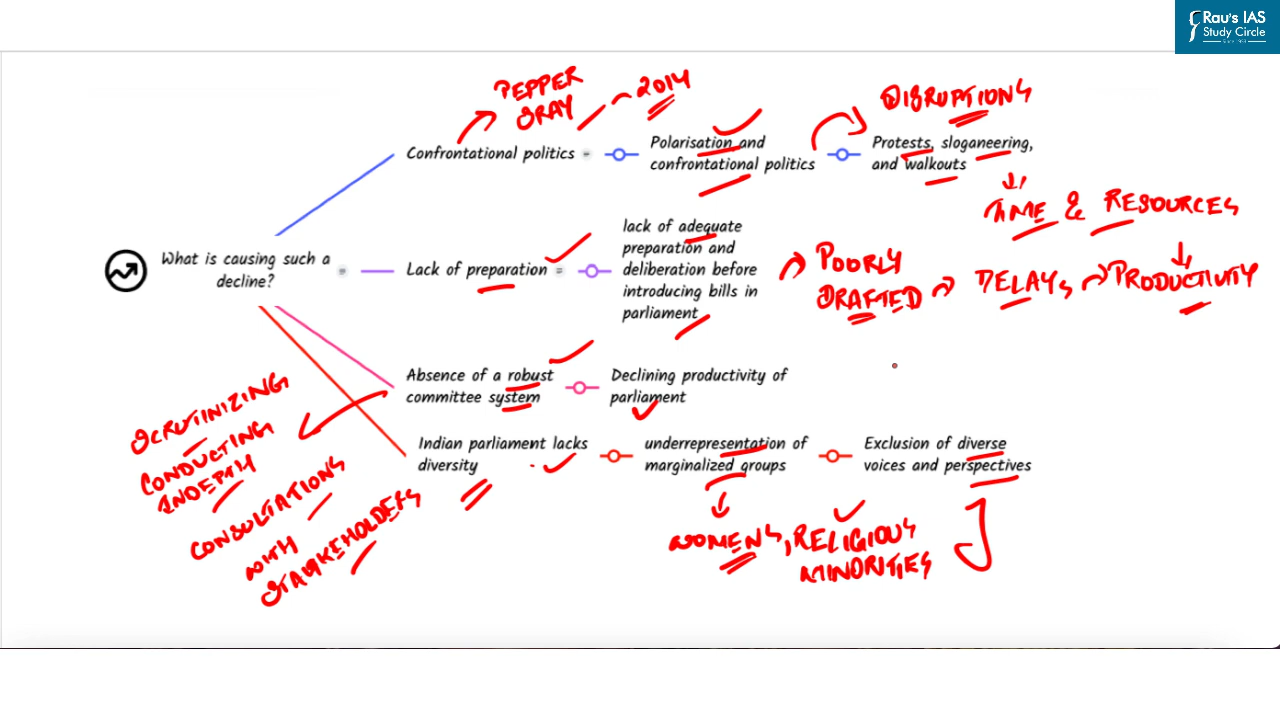 Rau's IAS
Study Circle
PEPPER
SRAY
2014
DISRUPTIONS
Confrontational politics
Polarisation and
confrontational politics
Protests, sloganeering,
and walkouts
TIME & RESOURCES
What is causing such a
decline?
Lack of preparation
lack of adequate
preparation and
deliberation before
introducing bills in
parliament
POORLY
DRAFTED
DELAYS
PRODUCTIVITY
Absence of a robust
committee system
Declining productivity of
parliament
SCRUTINIZING
CONDUCTING
INDEPTH
CONSULTATIONS
WITH
STAKEHOLDERS
Indian parliament lacks
diversity
underrepresentation of
marginalized groups
Exclusion of diverse
voices and perspectives
WOMENS, RELIGIOUS
MINORITIES